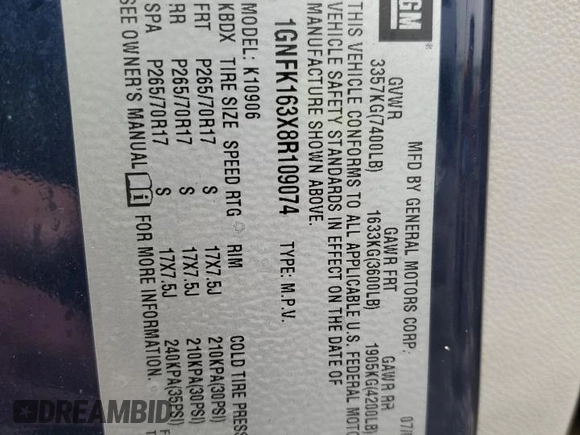 GM
MFD BY GENERAL MOTORS CORP. 07/
GVWR GAWR FRT GAWR RR
3357KG(7400LB) 1633KG(3600LB) 1905KG(4200LB)
THIS VEHICLE CONFORMS TO ALL APPLICABLE U.S. FEDERAL MOTO
VEHICLE SAFETY STANDARDS IN EFFECT ON THE DATE OF
MANUFACTURE SHOWN ABOVE.
1GNFK163X8R109074 TYPE: M.P.V.
MODEL: K10906
KBDX TIRE SIZE SPEED RTG RIM COLD TIRE PRES
FRT P265/70R17 S 17X7.5J 210KPA(30PSI)
RR P265/70R17 S 17X7.5J 210KPA(30PSI)
SPA P265/70R17 S 17X7.5J 240KPA(35PSI)
SEE OWNER'S MANUAL FOR MORE INFORMATION.
DREAMBID